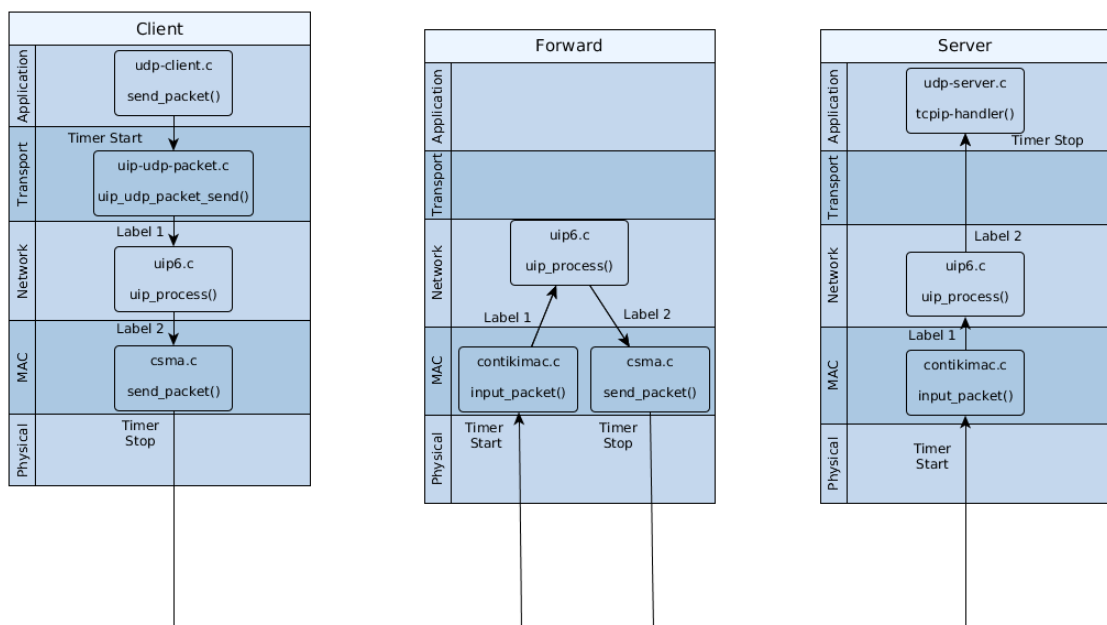 Client
Application
udp-client.c
send_packet()
Timer Start
Transport
uip-udp-packet.c
uip_udp_packet_send()
Label 1
Network
uip6.c
uip_process()
Label 2
MAC
csma.c
send_packet()
Physical
Timer
Stop
Forward
Application
Transport
Network
uip6.c
uip_process()
Label 1
Label 2
MAC
contikimac.c
input_packet()
csma.c
send_packet()
Physical
Timer
Start
Timer
Stop
Server
Application
udp-server.c
tcpip-handler()
Timer Stop
Transport
Label 2
Network
uip6.c
uip_process()
Label 1
MAC
contikimac.c
input_packet()
Physical
Timer
Start